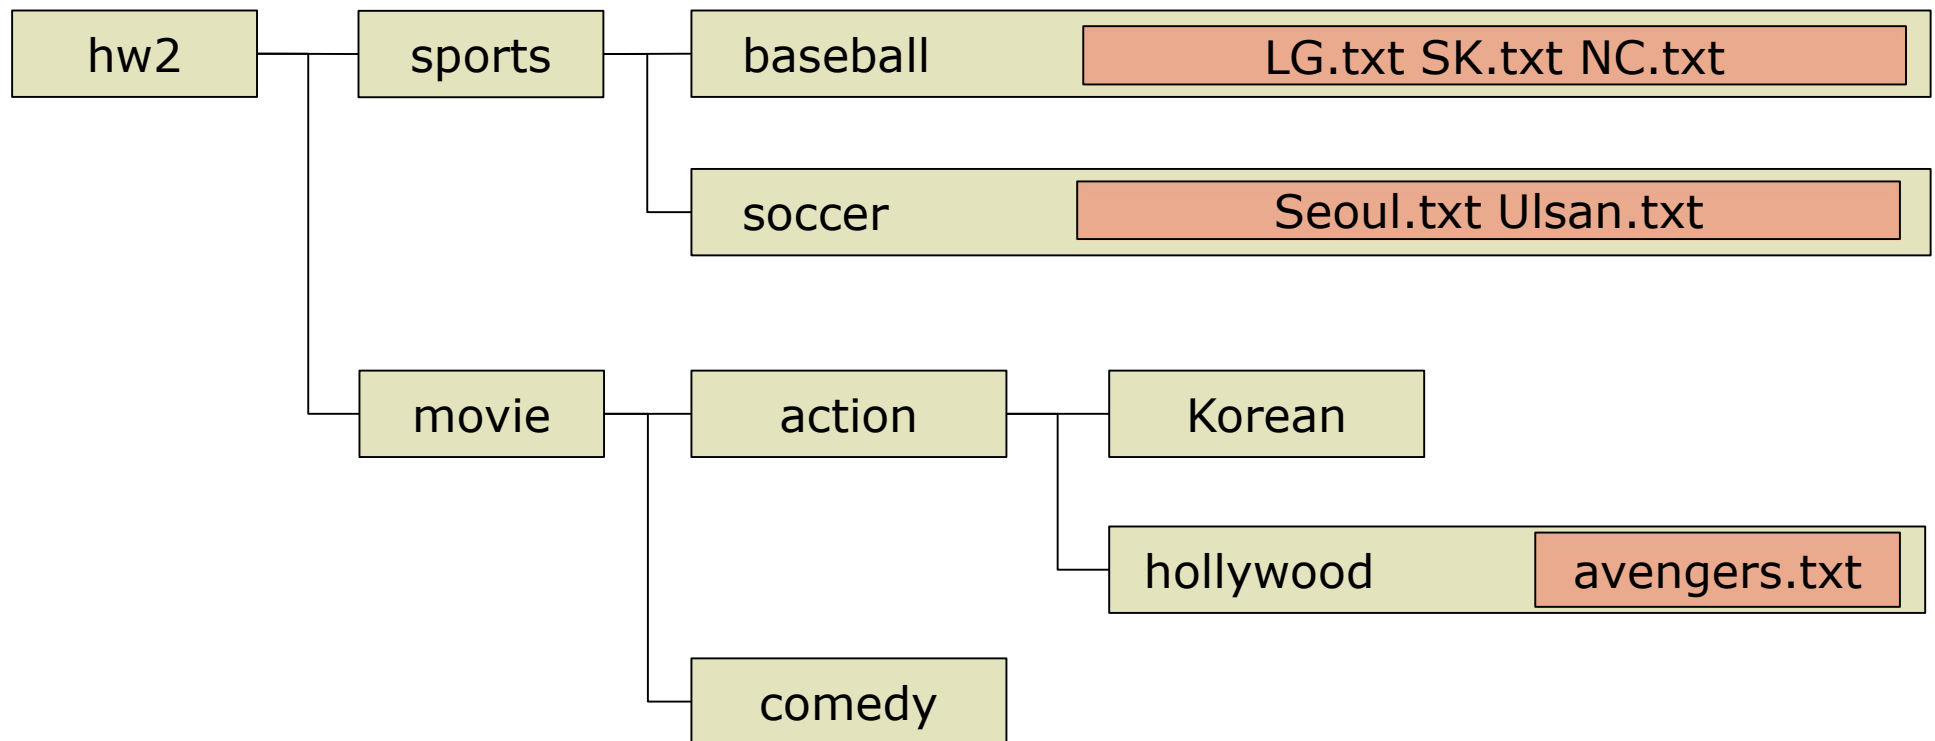 hw2
sports
baseball
LG.txt SK.txt NC.txt
soccer
Seoul.txt Ulsan.txt
movie
action
Korean
hollywood
avengers.txt
comedy